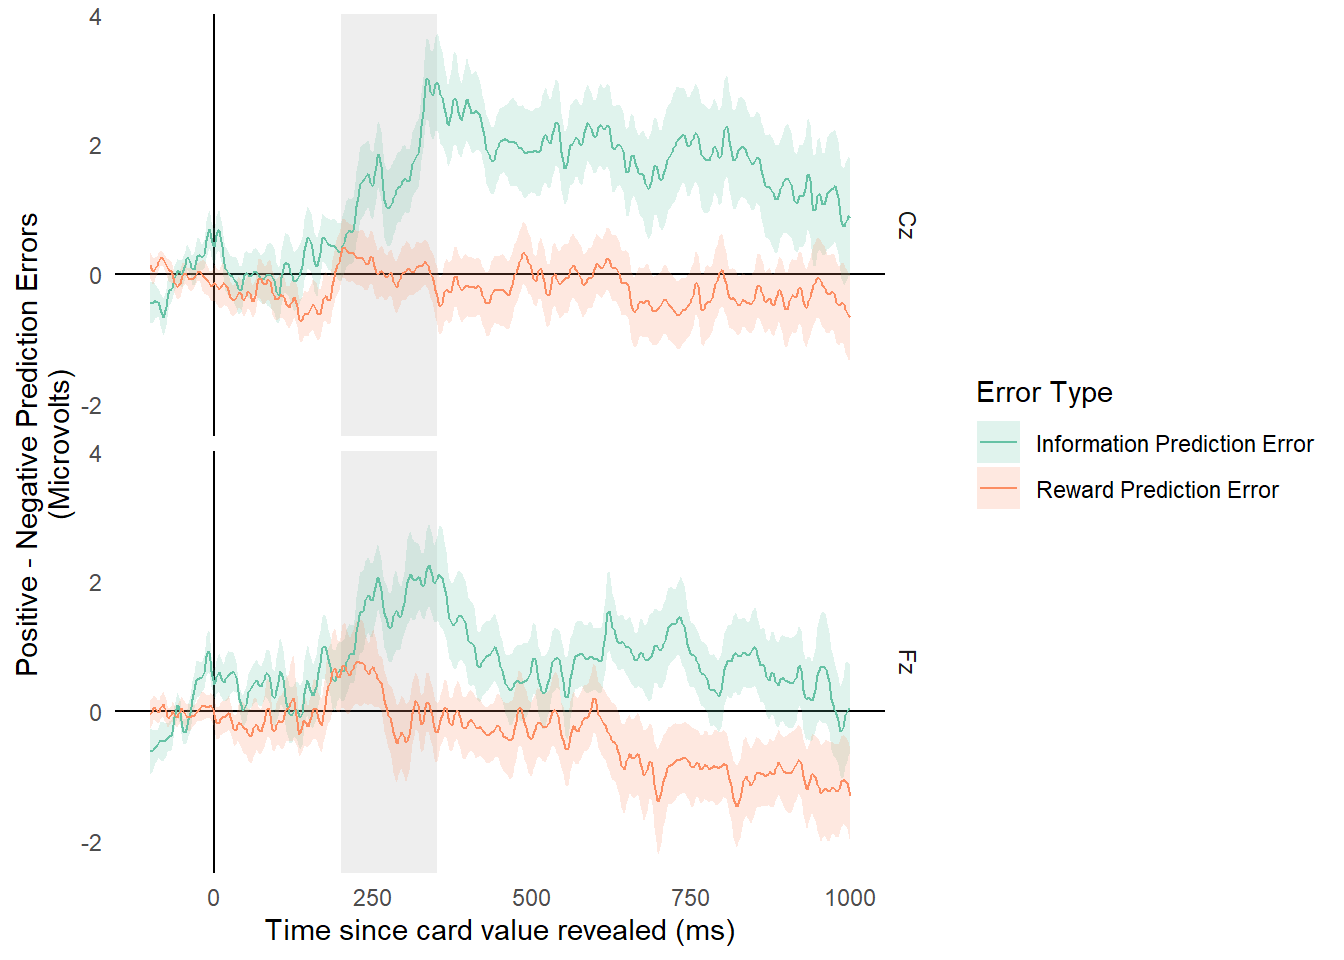 Positive - Negative Prediction Errors
(Microvolts)
4
2
0
-2
Cz
4
2
0
-2
Fz
0 250 500 750 1000
Time since card value revealed (ms)
Error Type
Information Prediction Error
Reward Prediction Error